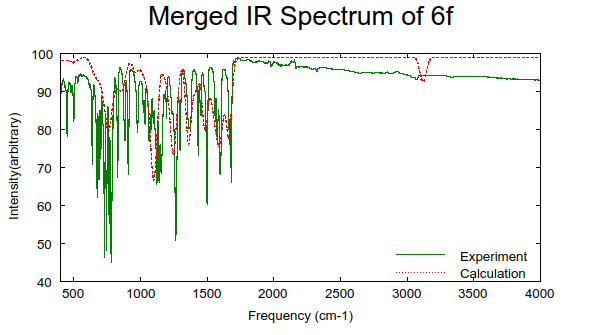 Merged IR Spectrum of 6f
100
90
80
70
60
50
40
Intensity(arbitrary)
Experiment
Calculation
500 1000 1500 2000 2500 3000 3500 4000
Frequency (cm-1)